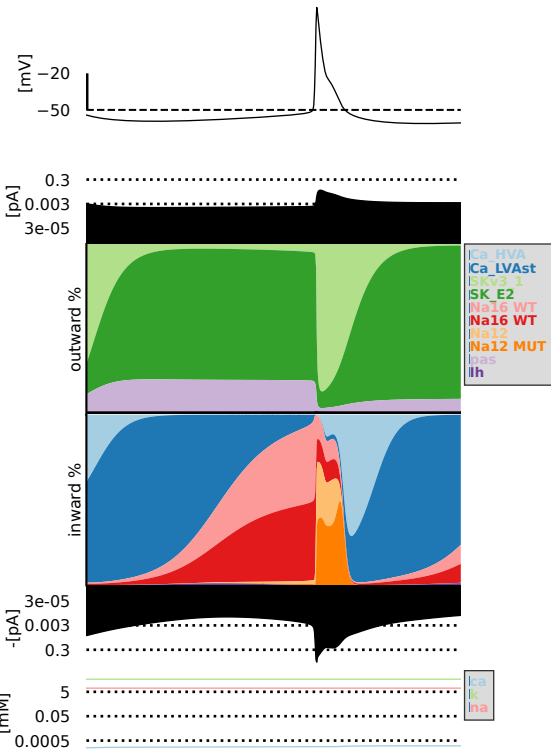 [mV]
−20
−50
[pA]
0.3
0.003
3e-05
outward %
Ca_HVA
Ca_LVAst
SKv3_1
SK_E2
Na16 WT
Na16 WT
Na12
Na12 MUT
pas
Ih
inward %
-[pA]
3e-05
0.003
0.3
[mM]
5
0.05
0.0005
ca
k
na